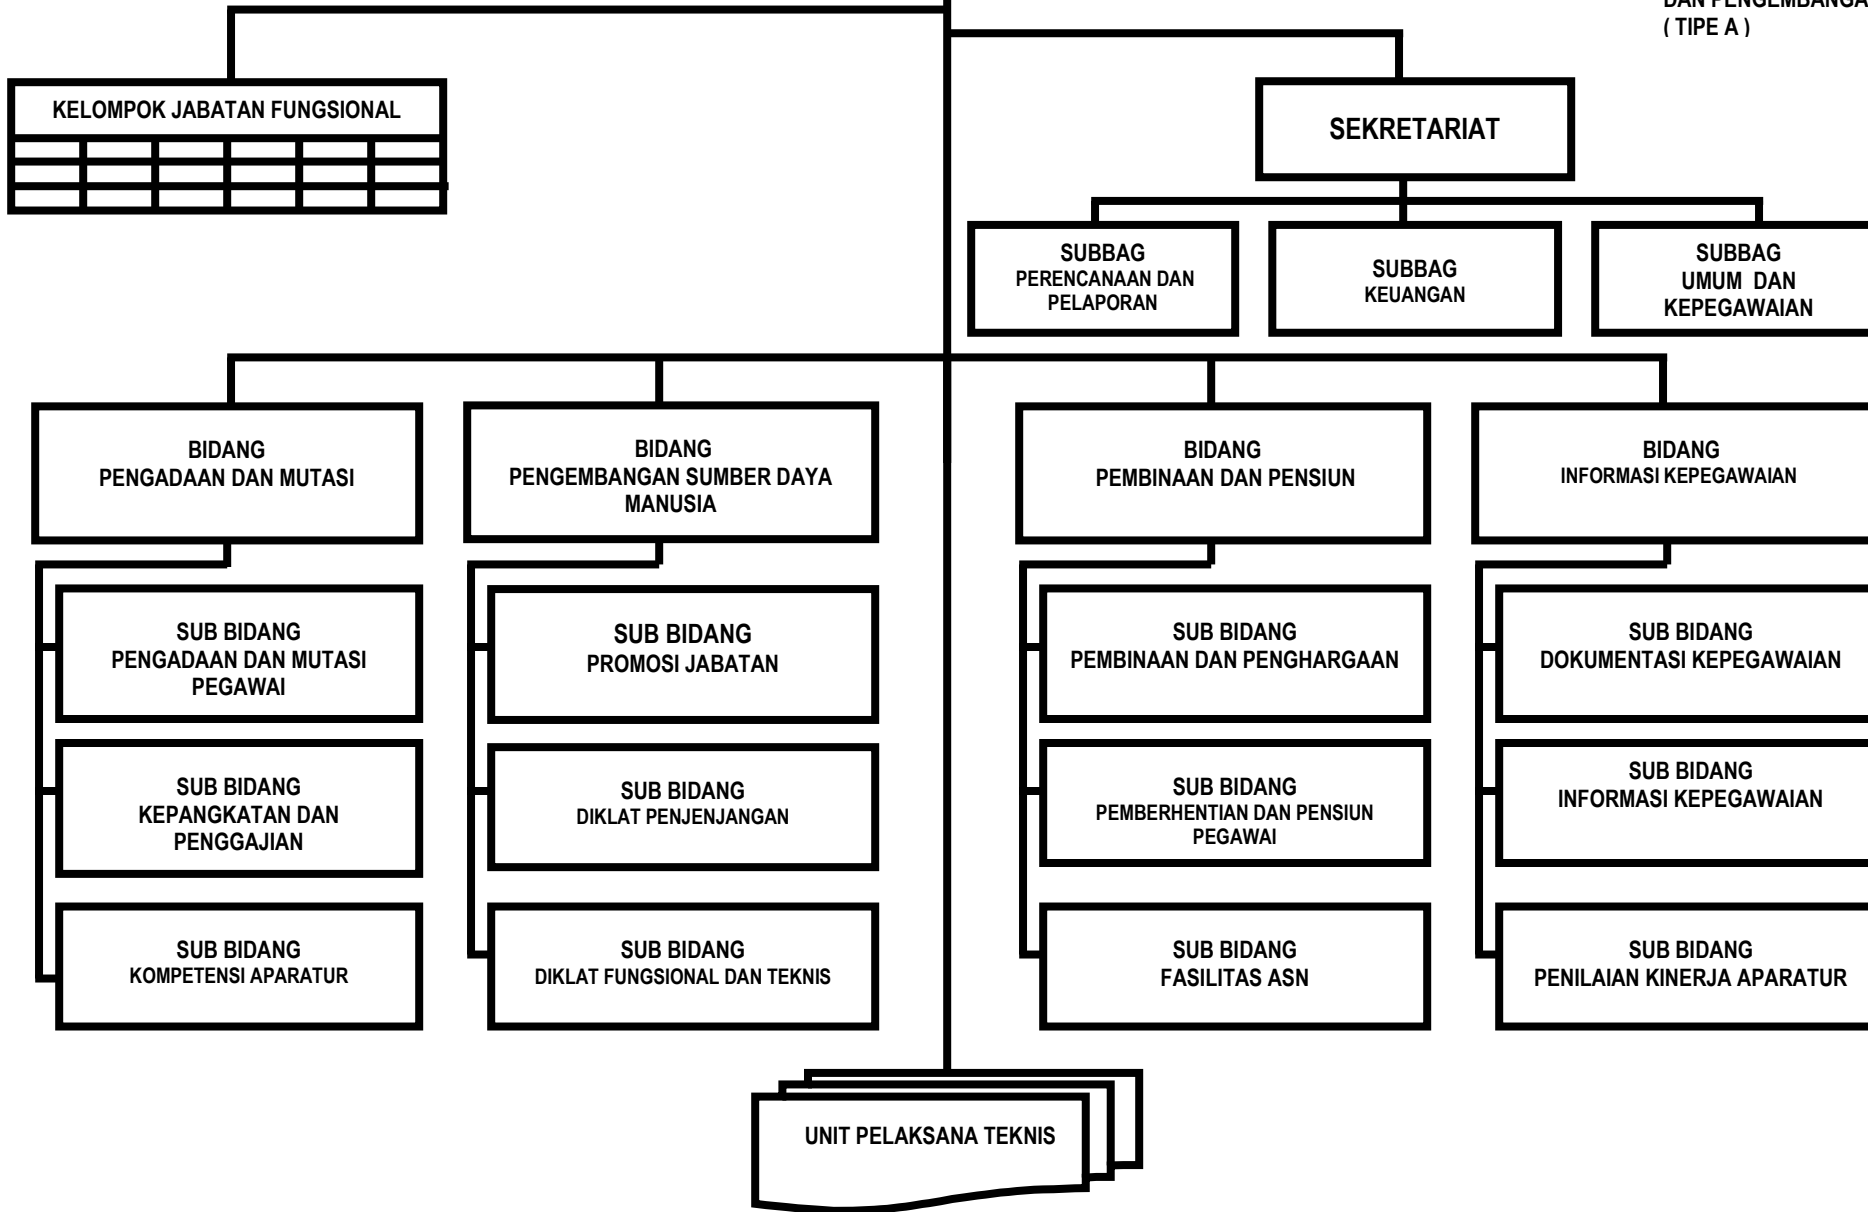 DAN PENGEMBANGA
( TIPE A )
KELOMPOK JABATAN FUNGSIONAL
SEKRETARIAT
SUBBAG
PERENCANAAN DAN
PELAPORAN
SUBBAG
KEUANGAN
SUBBAG
UMUM DAN
KEPEGAWAIAN
BIDANG
PENGADAAN DAN MUTASI
BIDANG
PENGEMBANGAN SUMBER DAYA
MANUSIA
BIDANG
PEMBINAAN DAN PENSIUN
BIDANG
INFORMASI KEPEGAWAIAN
SUB BIDANG
PENGADAAN DAN MUTASI
PEGAWAI
SUB BIDANG
PROMOSI JABATAN
SUB BIDANG
PEMBINAAN DAN PENGHARGAAN
SUB BIDANG
DOKUMENTASI KEPEGAWAIAN
SUB BIDANG
KEPANGKATAN DAN
PENGGAJIAN
SUB BIDANG
DIKLAT PENJENJANGAN
SUB BIDANG
PEMBERHENTIAN DAN PENSIUN
PEGAWAI
SUB BIDANG
INFORMASI KEPEGAWAIAN
SUB BIDANG
KOMPETENSI APARATUR
SUB BIDANG
DIKLAT FUNGSIONAL DAN TEKNIS
SUB BIDANG
FASILITAS ASN
SUB BIDANG
PENILAIAN KINERJA APARATUR
UNIT PELAKSANA TEKNIS